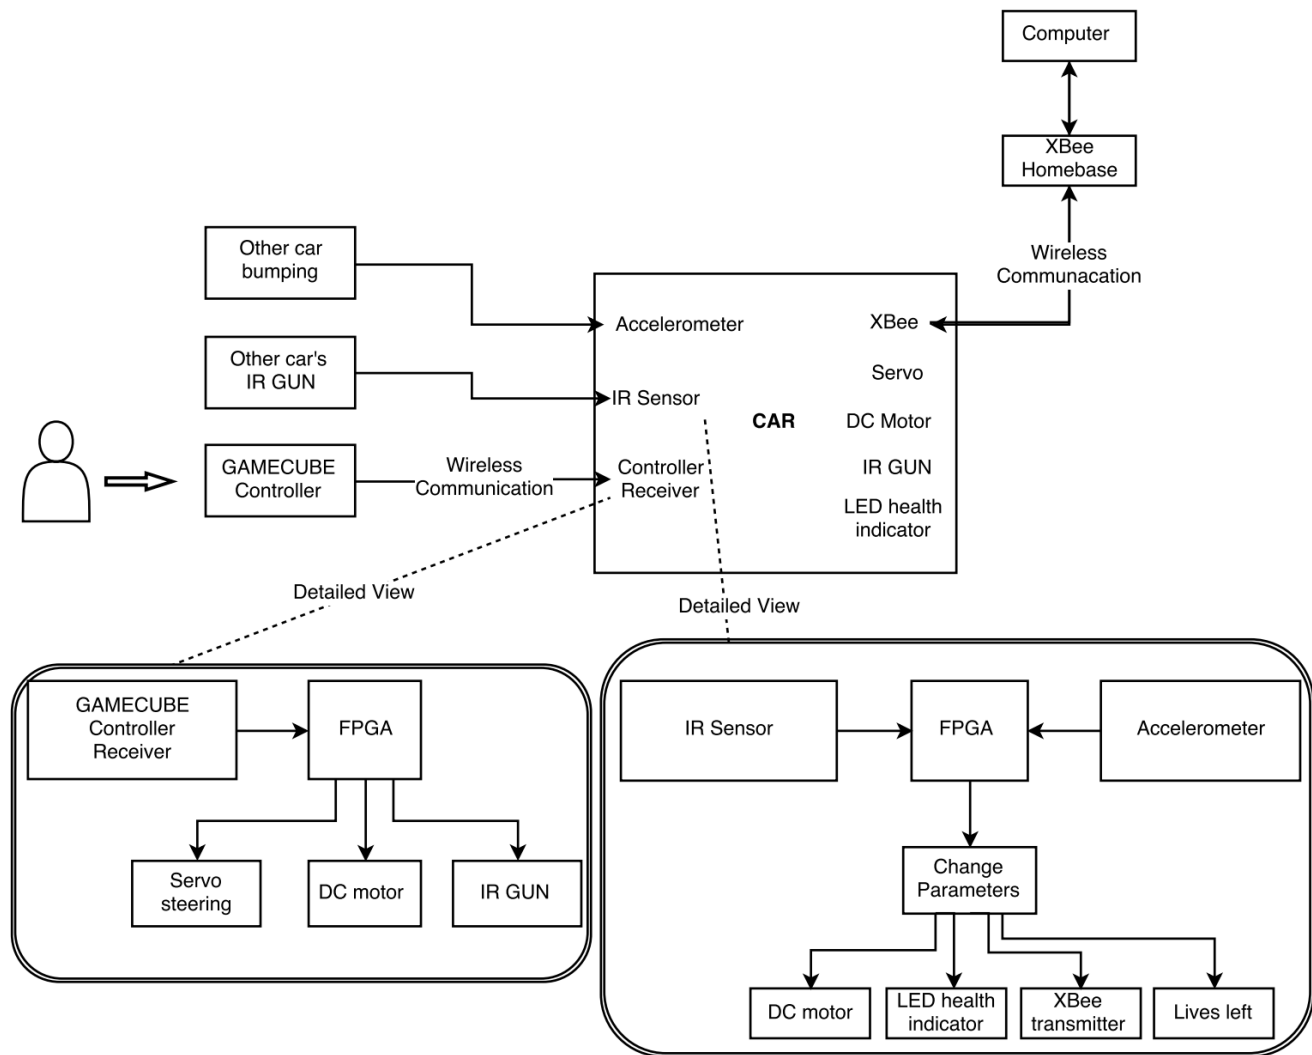 Computer
XBee
Homebase
Wireless
Communacation
Other car
bumping
Other car's
IR GUN
GAMECUBE
Controller
Wireless
Communication
Accelerometer
IR Sensor
Controller
Receiver
CAR
XBee
Servo
DC Motor
IR GUN
LED health
indicator
Detailed View
Detailed View
GAMECUBE
Controller
Receiver
FPGA
Servo
steering
DC motor
IR GUN
IR Sensor
FPGA
Accelerometer
Change
Parameters
DC motor
LED health
indicator
XBee
transmitter
Lives left